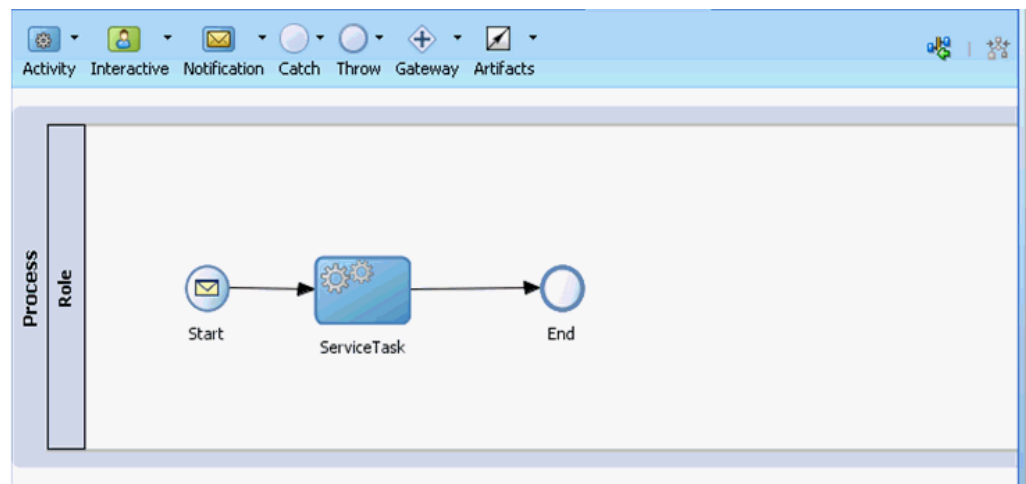 Activity Interactive Notification Catch Throw Gateway Artifacts
Process
Role
Start
ServiceTask
End